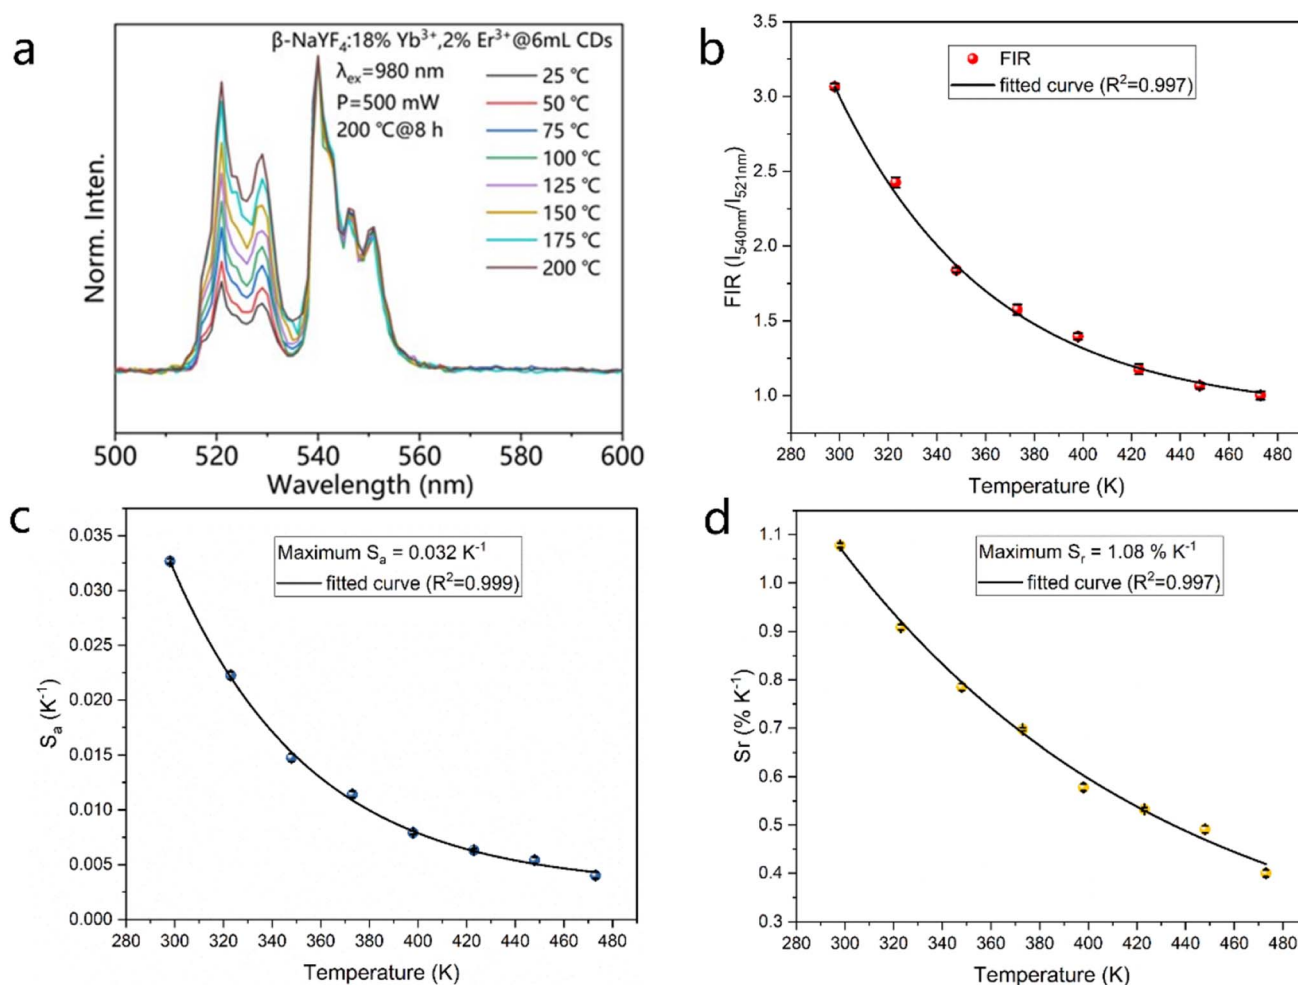 a
β-NaYF₄:18% Yb³⁺,2% Er³⁺@6mL CDs
λₑₓ=980 nm
P=500 mW
200 ℃@8 h
25 ℃
50 ℃
75 ℃
100 ℃
125 ℃
150 ℃
175 ℃
200 ℃
Norm. Inten.
500 520 540 560 580 600
Wavelength (nm)
b
FIR
fitted curve (R²=0.997)
FIR (I540nm/I521nm)
3.5
3.0
2.5
2.0
1.5
1.0
280 300 320 340 360 380 400 420 440 460 480
Temperature (K)
c
Maximum Sₐ = 0.032 K⁻¹
fitted curve (R²=0.999)
Sₐ (K⁻¹)
0.035
0.030
0.025
0.020
0.015
0.010
0.005
0.000
280 300 320 340 360 380 400 420 440 460 480
Temperature (K)
d
Maximum Sᵣ = 1.08 % K⁻¹
fitted curve (R²=0.997)
Sr (% K⁻¹)
1.1
1.0
0.9
0.8
0.7
0.6
0.5
0.4
0.3
280 300 320 340 360 380 400 420 440 460 480
Temperature (K)